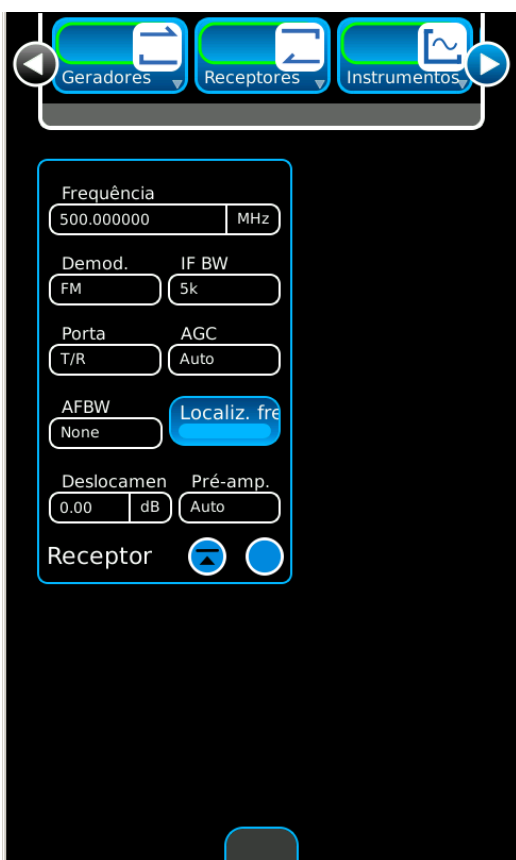 Geradores
Receptores
Instrumentos
Frequência
500.000000 MHz
Demod. IF BW
FM 5k
Porta AGC
T/R Auto
AFBW Localiz. fre
None
Deslocamen Pré-amp.
0.00 dB Auto
Receptor